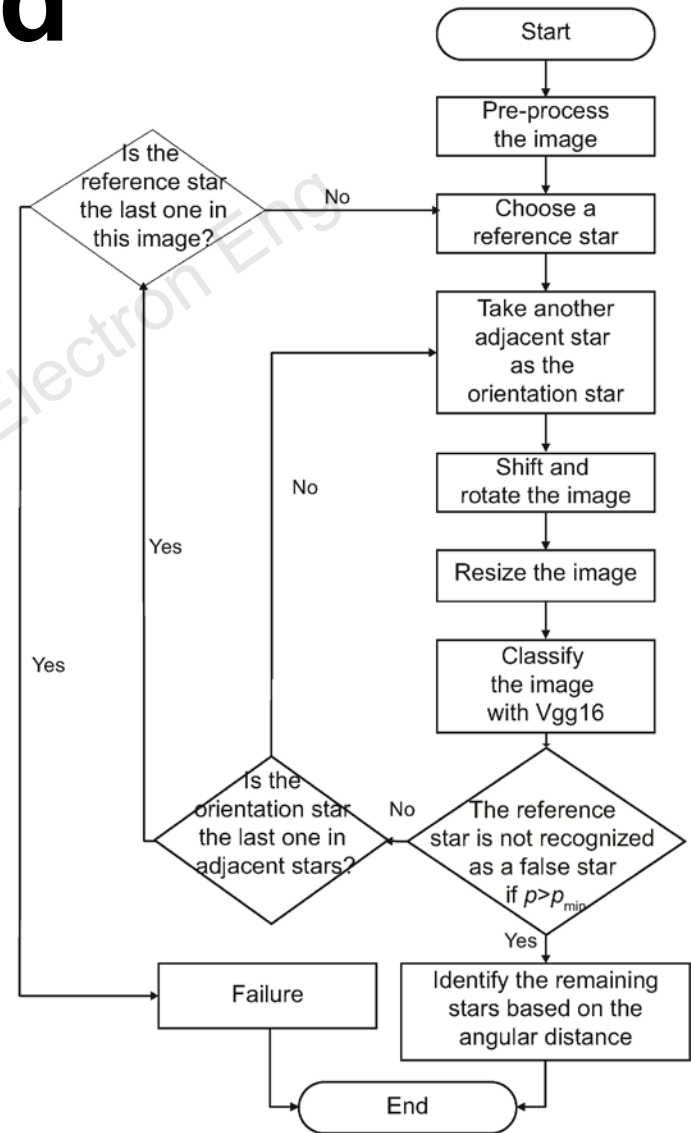 d
Start
Pre-process
the image
Is the
reference star
the last one in
this image?
No
Choose a
reference star
Take another
adjacent star
as the
orientation star
No
Shift and
rotate the image
Yes
Resize the image
Yes
Classify
the image
with Vgg16
Is the
orientation star
the last one in
adjacent stars?
No
The reference
star is not recognized
as a false star
if p>pmin
Yes
Failure
Identify the remaining
stars based on the
angular distance
End
Electron Eng